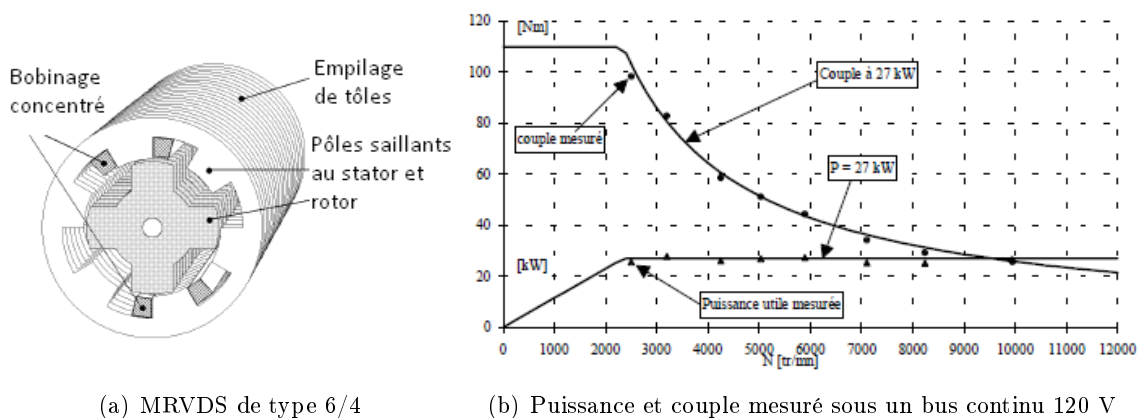 Bobinage
concentré
Empilage
de tôles
Pôles saillants
au stator et
rotor
120
100
80
60
40
20
0
[Nm]
[kW]
Couple à 27 kW
couple mesuré
P = 27 kW
Puissance utile mesurée
0 1000 2000 3000 4000 5000 6000 7000 8000 9000 10000 11000 12000
N [tr/mn]
(a) MRVDS de type 6/4
(b) Puissance et couple mesuré sous un bus continu 120 V